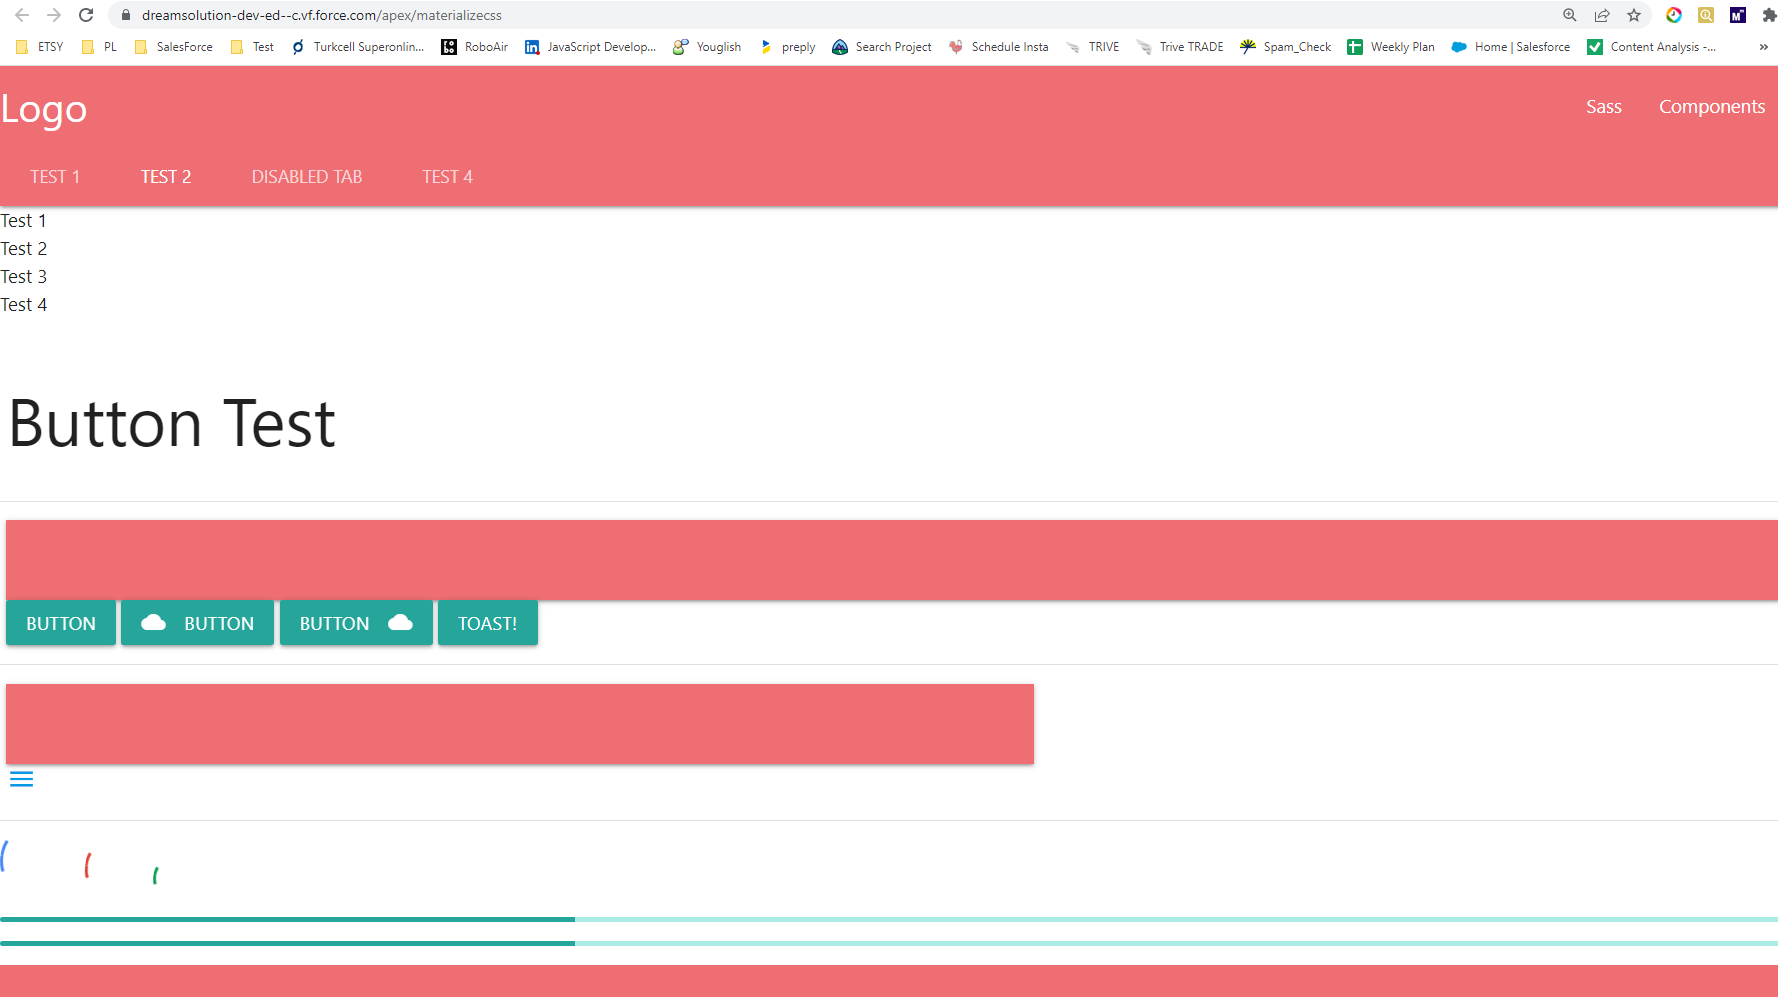 dreamsolution-dev-ed--c.vf.force.com/apex/materializecss
ETSY PL SalesForce Test Turkcell Superonlin... RoboAir JavaScript Develop... Youglish preply Search Project Schedule Insta TRIVE Trive TRADE Spam_Check Weekly Plan Home | Salesforce Content Analysis -... »
Logo Sass Components
TEST 1 TEST 2 DISABLED TAB TEST 4
Test 1
Test 2
Test 3
Test 4
Button Test
BUTTON BUTTON BUTTON TOAST!